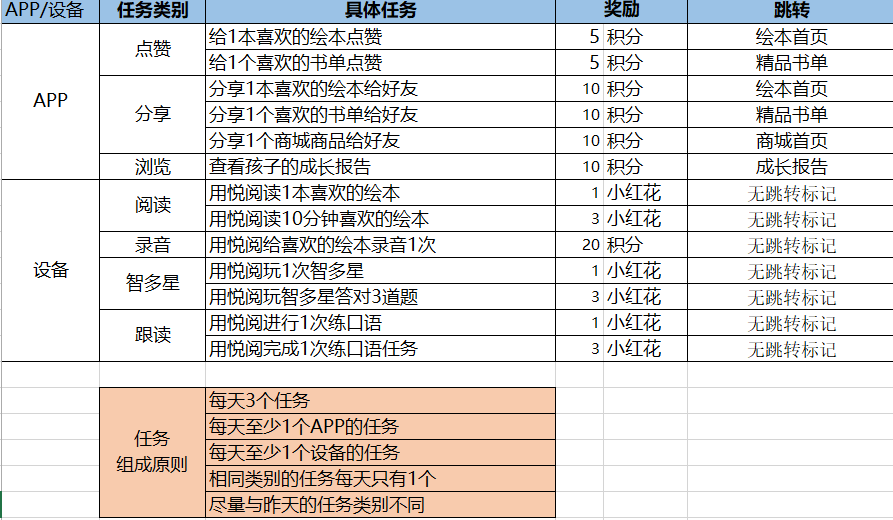 APP/设备 任务类别 具体任务 奖励 跳转
APP 点赞 给1本喜欢的绘本点赞 5 积分 绘本首页
给1个喜欢的书单点赞 5 积分 精品书单
分享 分享1本喜欢的绘本给好友 10 积分 绘本首页
分享1个喜欢的书单给好友 10 积分 精品书单
分享1个商城商品给好友 10 积分 商城首页
浏览 查看孩子的成长报告 10 积分 成长报告
设备 阅读 用悦阅读1本喜欢的绘本 1 小红花 无跳转标记
用悦阅读10分钟喜欢的绘本 3 小红花 无跳转标记
录音 用悦阅给喜欢的绘本录音1次 20 积分 无跳转标记
智多星 用悦阅玩1次智多星 1 小红花 无跳转标记
用悦阅玩智多星答对3道题 3 小红花 无跳转标记
跟读 用悦阅进行1次练口语 1 小红花 无跳转标记
用悦阅完成1次练口语任务 3 小红花 无跳转标记
任务
组成原则
每天3个任务
每天至少1个APP的任务
每天至少1个设备的任务
相同类别的任务每天只有1个
尽量与昨天的任务类别不同